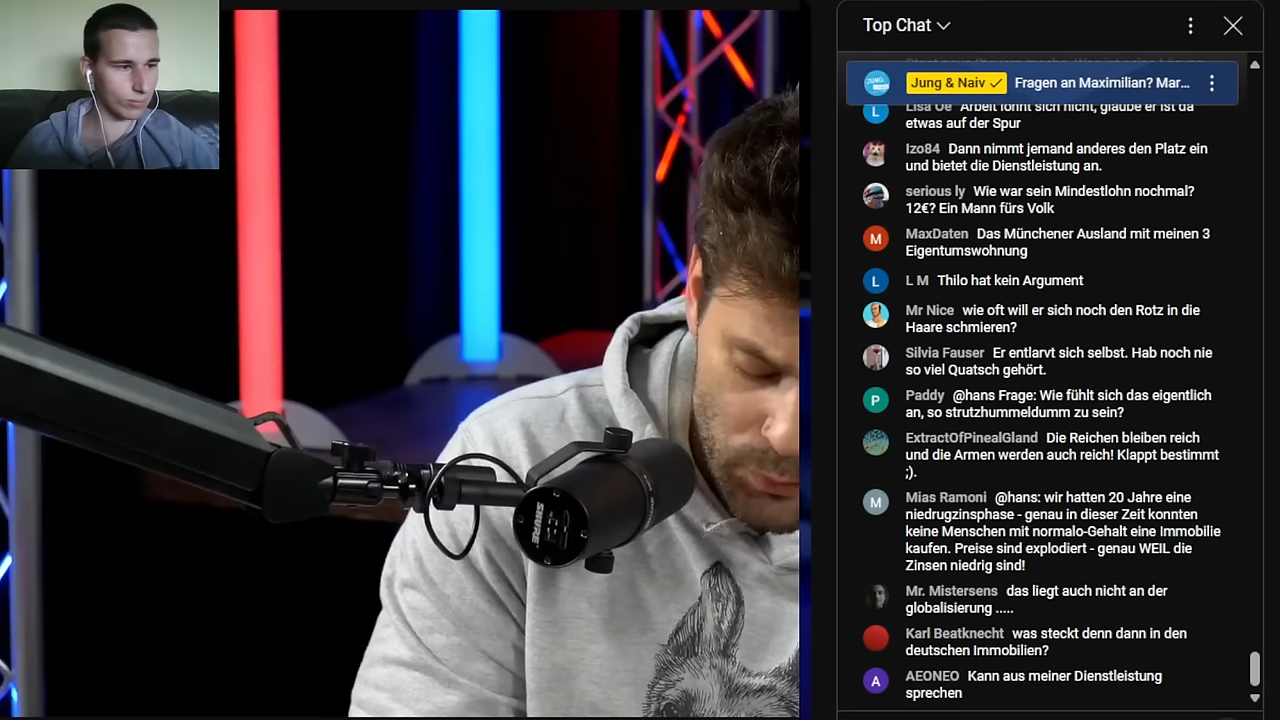 Top Chat
Jung & Naiv Fragen an Maximilian? Mar...
Lisa Oe Arbeit lohnt sich nicht, glaube er ist da
etwas auf der Spur
Izo84 Dann nimmt jemand anderes den Platz ein
und bietet die Dienstleistung an.
serious ly Wie war sein Mindestlohn nochmal?
12€? Ein Mann fürs Volk
MaxDaten Das Münchener Ausland mit meinen 3
Eigentumswohnung
L M Thilo hat kein Argument
Mr Nice wie oft will er sich noch den Rotz in die
Haare schmieren?
Silvia Fauser Er entlarvt sich selbst. Hab noch nie
so viel Quatsch gehört.
Paddy @hans Frage: Wie fühlt sich das eigentlich
an, so strutzhummeldumm zu sein?
ExtractOfPinealGland Die Reichen bleiben reich
und die Armen werden auch reich! Klappt bestimmt
;).
Mias Ramoni @hans: wir hatten 20 Jahre eine
niedrugzinsphase - genau in dieser Zeit konnten
keine Menschen mit normalo-Gehalt eine Immobilie
kaufen. Preise sind explodiert - genau WEIL die
Zinsen niedrig sind!
Mr. Mistersens das liegt auch nicht an der
globalisierung .....
Karl Beatknecht was steckt denn dann in den
deutschen Immobilien?
AEONEO Kann aus meiner Dienstleistung
sprechen
SHURE